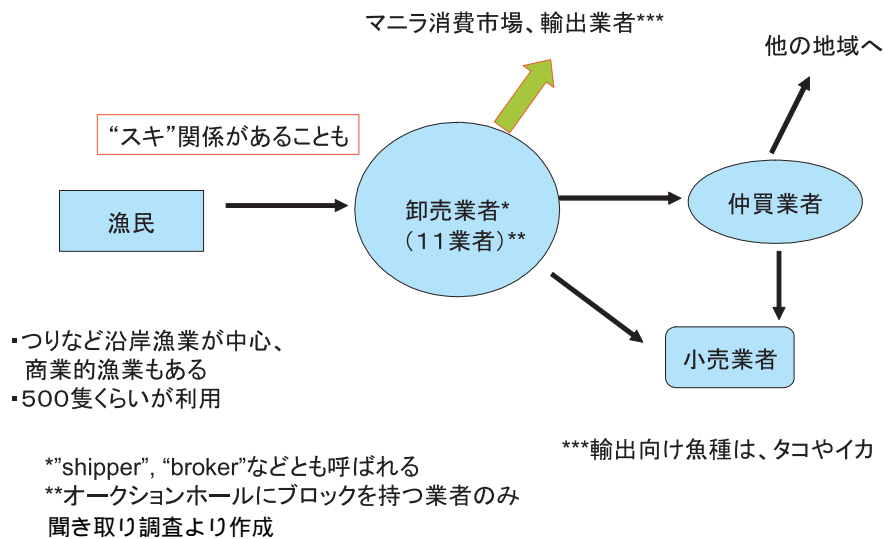 マニラ消費市場、輸出業者***
他の地域へ
“スキ”関係があることも
漁民
卸売業者*
（１１業者）**
仲買業者
小売業者
・つりなど沿岸漁業が中心、
商業的漁業もある
・５００隻くらいが利用
***輸出向け魚種は、タコやイカ
*”shipper”, “broker”などとも呼ばれる
**オークションホールにブロックを持つ業者のみ
聞き取り調査より作成